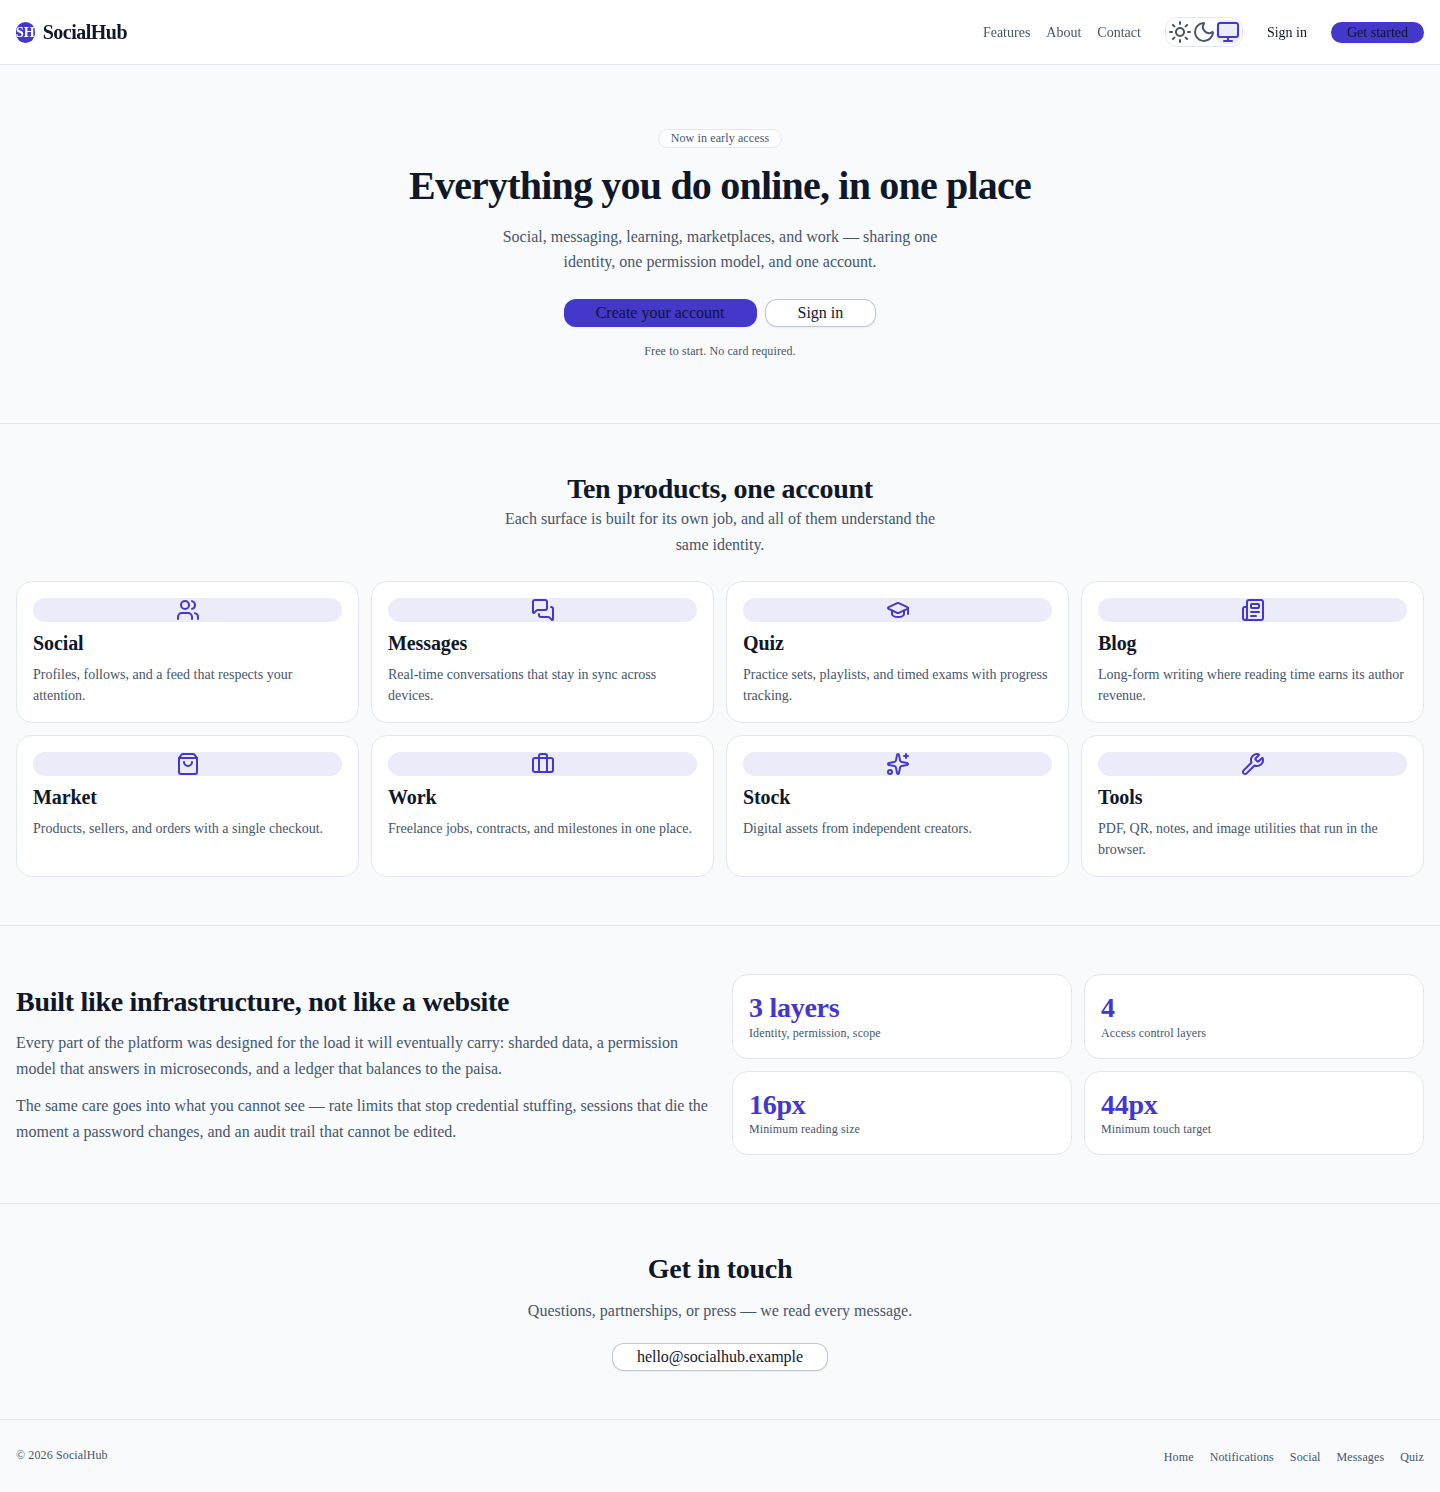 SH SocialHub
Features About Contact Sign in Get started
Now in early access
Everything you do online, in one place
Social, messaging, learning, marketplaces, and work — sharing one
identity, one permission model, and one account.
Create your account Sign in
Free to start. No card required.
Ten products, one account
Each surface is built for its own job, and all of them understand the
same identity.
Social
Profiles, follows, and a feed that respects your
attention.
Messages
Real-time conversations that stay in sync across
devices.
Quiz
Practice sets, playlists, and timed exams with progress
tracking.
Blog
Long-form writing where reading time earns its author
revenue.
Market
Products, sellers, and orders with a single checkout.
Work
Freelance jobs, contracts, and milestones in one place.
Stock
Digital assets from independent creators.
Tools
PDF, QR, notes, and image utilities that run in the
browser.
Built like infrastructure, not like a website
Every part of the platform was designed for the load it will eventually carry: sharded data, a permission
model that answers in microseconds, and a ledger that balances to the paisa.
The same care goes into what you cannot see — rate limits that stop credential stuffing, sessions that die the
moment a password changes, and an audit trail that cannot be edited.
3 layers
Identity, permission, scope
4
Access control layers
16px
Minimum reading size
44px
Minimum touch target
Get in touch
Questions, partnerships, or press — we read every message.
hello@socialhub.example
© 2026 SocialHub
Home Notifications Social Messages Quiz